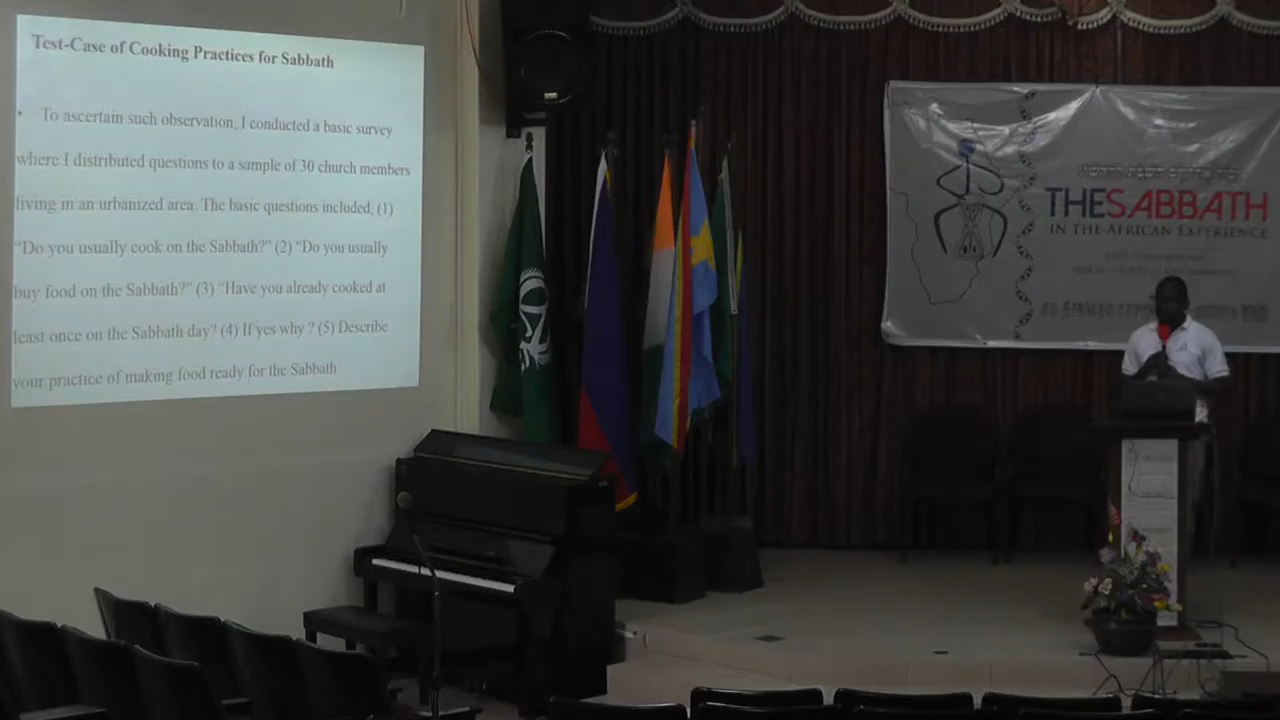 Test-Case of Cooking Practices for Sabbath
• To ascertain such observation, I conducted a basic survey
where I distributed questions to a sample of 30 church members
living in an urbanized area. The basic questions included, (1)
“Do you usually cook on the Sabbath?” (2) “Do you usually
buy food on the Sabbath?” (3) “Have you already cooked at
least once on the Sabbath day? (4) If yes why ? (5) Describe
your practice of making food ready for the Sabbath
THE SABBATH
IN THE AFRICAN EXPERIENCE